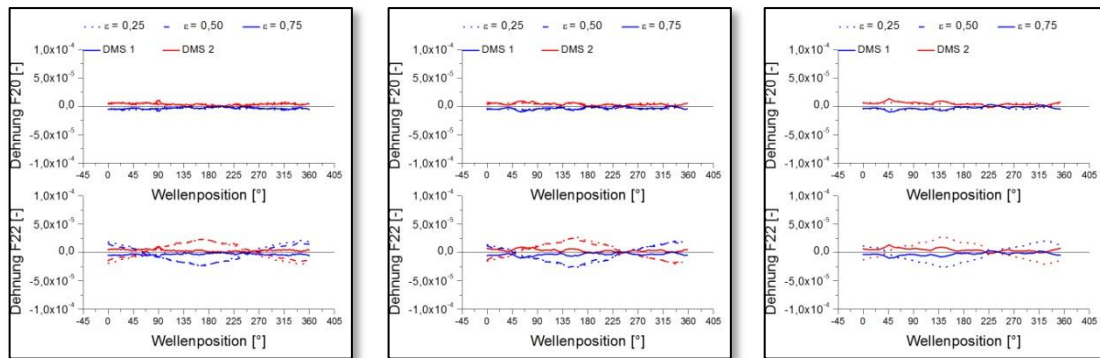 ε = 0,25 ε = 0,50 ε = 0,75
DMS 1 DMS 2
Dehnung F20 [-]
1,0x10⁻⁴
5,0x10⁻⁵
0,0
-5,0x10⁻⁵
-1,0x10⁻⁴
-45 0 45 90 135 180 225 270 315 360 405
Wellenposition [°]
Dehnung F22 [-]
1,0x10⁻⁴
5,0x10⁻⁵
0,0
-5,0x10⁻⁵
-1,0x10⁻⁴
-45 0 45 90 135 180 225 270 315 360 405
Wellenposition [°]
ε = 0,25 ε = 0,50 ε = 0,75
DMS 1 DMS 2
Dehnung F20 [-]
1,0x10⁻⁴
5,0x10⁻⁵
0,0
-5,0x10⁻⁵
-1,0x10⁻⁴
-45 0 45 90 135 180 225 270 315 360 405
Wellenposition [°]
Dehnung F22 [-]
1,0x10⁻⁴
5,0x10⁻⁵
0,0
-5,0x10⁻⁵
-1,0x10⁻⁴
-45 0 45 90 135 180 225 270 315 360 405
Wellenposition [°]
ε = 0,25 ε = 0,50 ε = 0,75
DMS 1 DMS 2
Dehnung F20 [-]
1,0x10⁻⁴
5,0x10⁻⁵
0,0
-5,0x10⁻⁵
-1,0x10⁻⁴
-45 0 45 90 135 180 225 270 315 360 405
Wellenposition [°]
Dehnung F22 [-]
1,0x10⁻⁴
5,0x10⁻⁵
0,0
-5,0x10⁻⁵
-1,0x10⁻⁴
-45 0 45 90 135 180 225 270 315 360 405
Wellenposition [°]